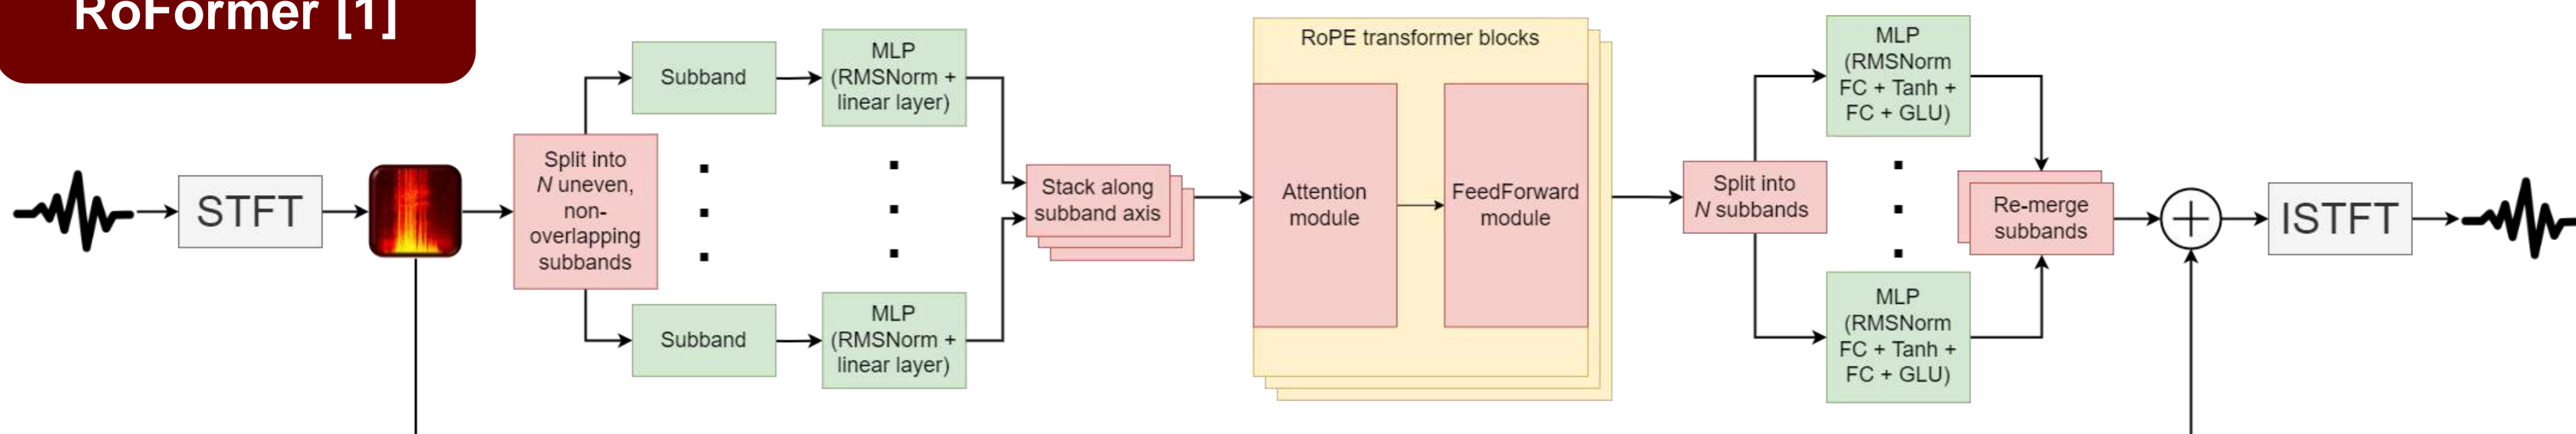 RoFormer [1]
STFT
Split into
N uneven,
non-
overlapping
subbands
Subband
MLP
(RMSNorm +
linear layer)
Subband
MLP
(RMSNorm +
linear layer)
Stack along
subband axis
RoPE transformer blocks
Attention
module
FeedForward
module
Split into
N subbands
MLP
(RMSNorm
FC + Tanh +
FC + GLU)
MLP
(RMSNorm
FC + Tanh +
FC + GLU)
Re-merge
subbands
ISTFT